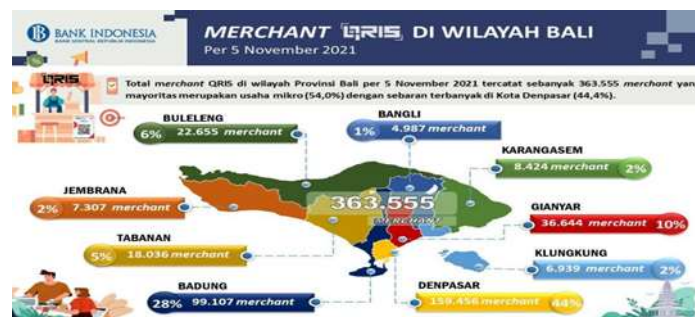 BANK INDONESIA
BANK SENTRAL REPUBLIK INDONESIA
MERCHANT QRIS DI WILAYAH BALI
Per 5 November 2021
QRIS
Total merchant QRIS di wilayah Provinsi Bali per 5 November 2021 tercatat sebanyak 363.555 merchant yan
mayoritas merupakan usaha mikro (54,0%) dengan sebaran terbanyak di Kota Denpasar (44,4%).
BULELENG
6% 22.655 merchant
BANGLI
1% 4.987 merchant
KARANGASEM
8.424 merchant 2%
JEMBRANA
2% 7.307 merchant
363.555
MERCHANT
GIANYAR
36.644 merchant 10%
TABANAN
5% 18.036 merchant
KLUNGKUNG
6.939 merchant 2%
BADUNG
28% 99.107 merchant
DENPASAR
159.456 merchant 44%